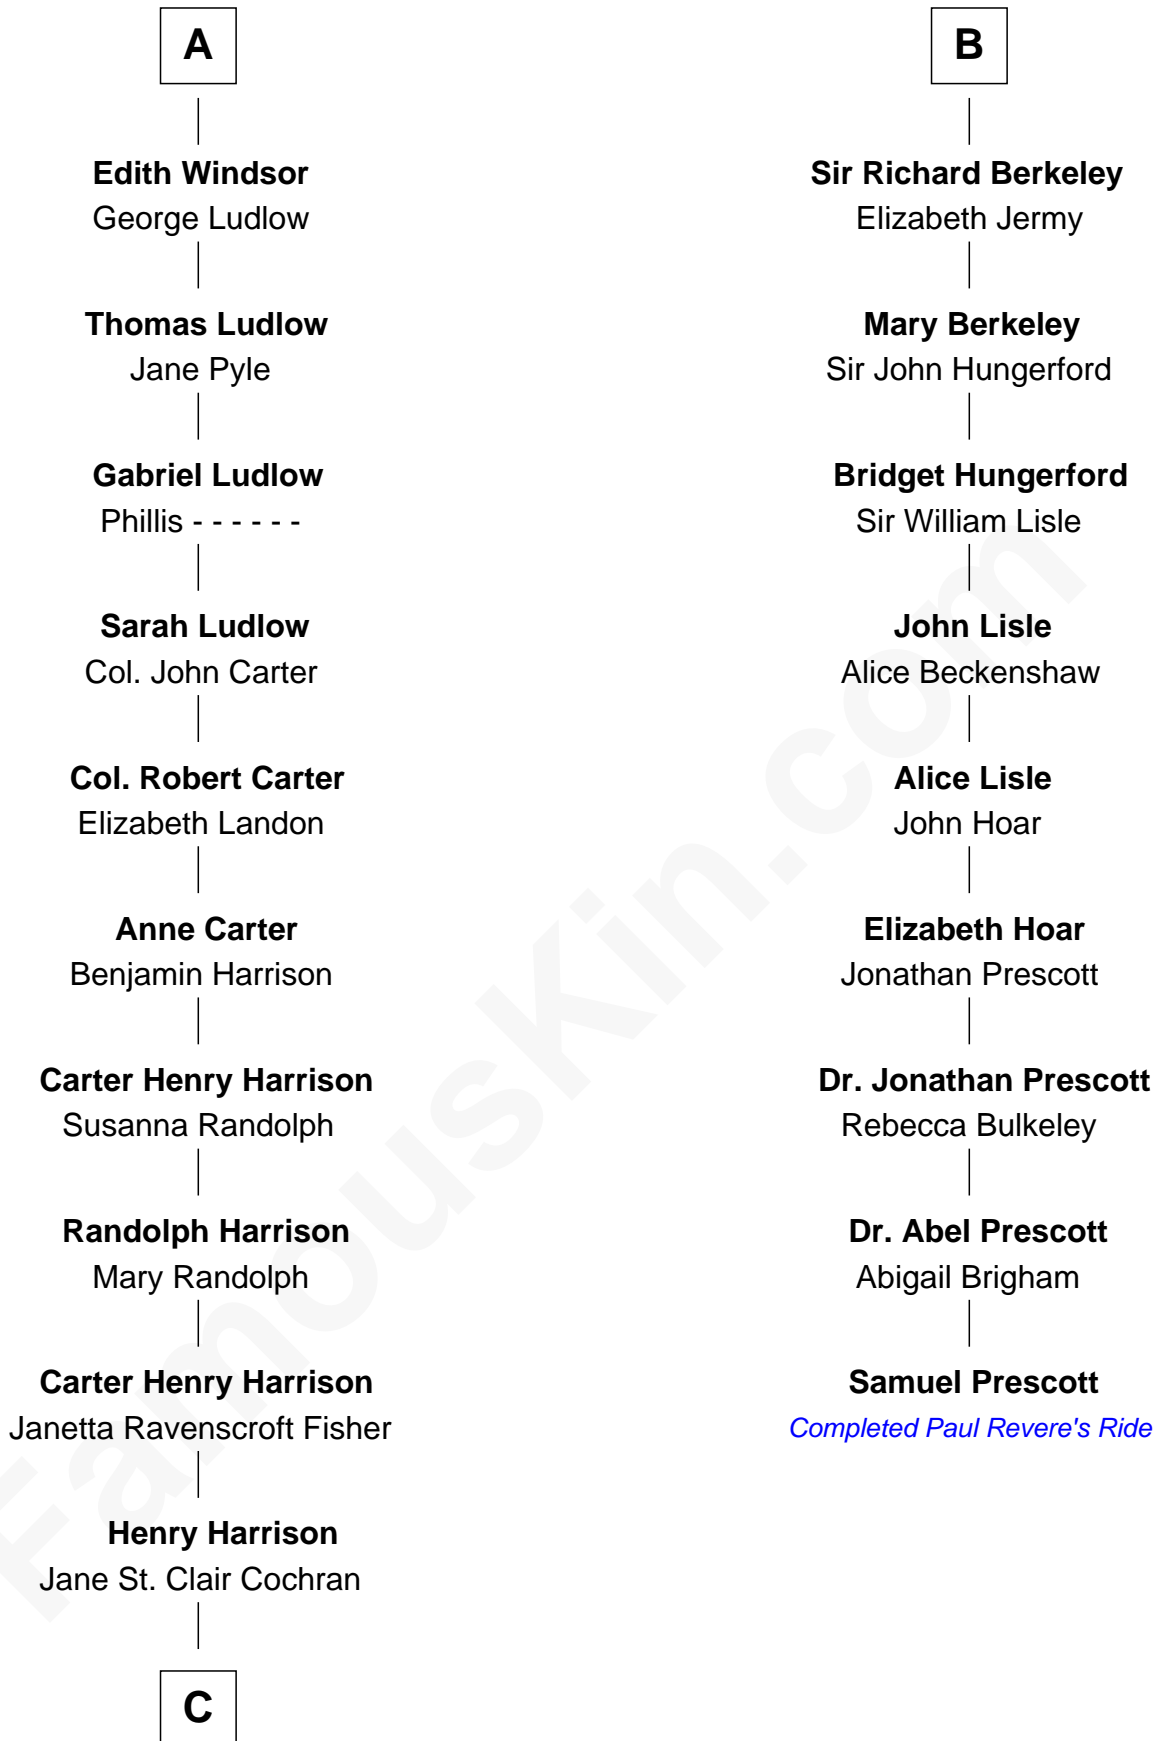 A
Edith Windsor
George Ludlow
Thomas Ludlow
Jane Pyle
Gabriel Ludlow
Phillis - - - - - -
Sarah Ludlow
Col. John Carter
Col. Robert Carter
Elizabeth Landon
Anne Carter
Benjamin Harrison
Carter Henry Harrison
Susanna Randolph
Randolph Harrison
Mary Randolph
Carter Henry Harrison
Janetta Ravenscroft Fisher
Henry Harrison
Jane St. Clair Cochran
C
B
Sir Richard Berkeley
Elizabeth Jermy
Mary Berkeley
Sir John Hungerford
Bridget Hungerford
Sir William Lisle
John Lisle
Alice Beckenshaw
Alice Lisle
John Hoar
Elizabeth Hoar
Jonathan Prescott
Dr. Jonathan Prescott
Rebecca Bulkeley
Dr. Abel Prescott
Abigail Brigham
Samuel Prescott
Completed Paul Revere's Ride
FamousKin.com